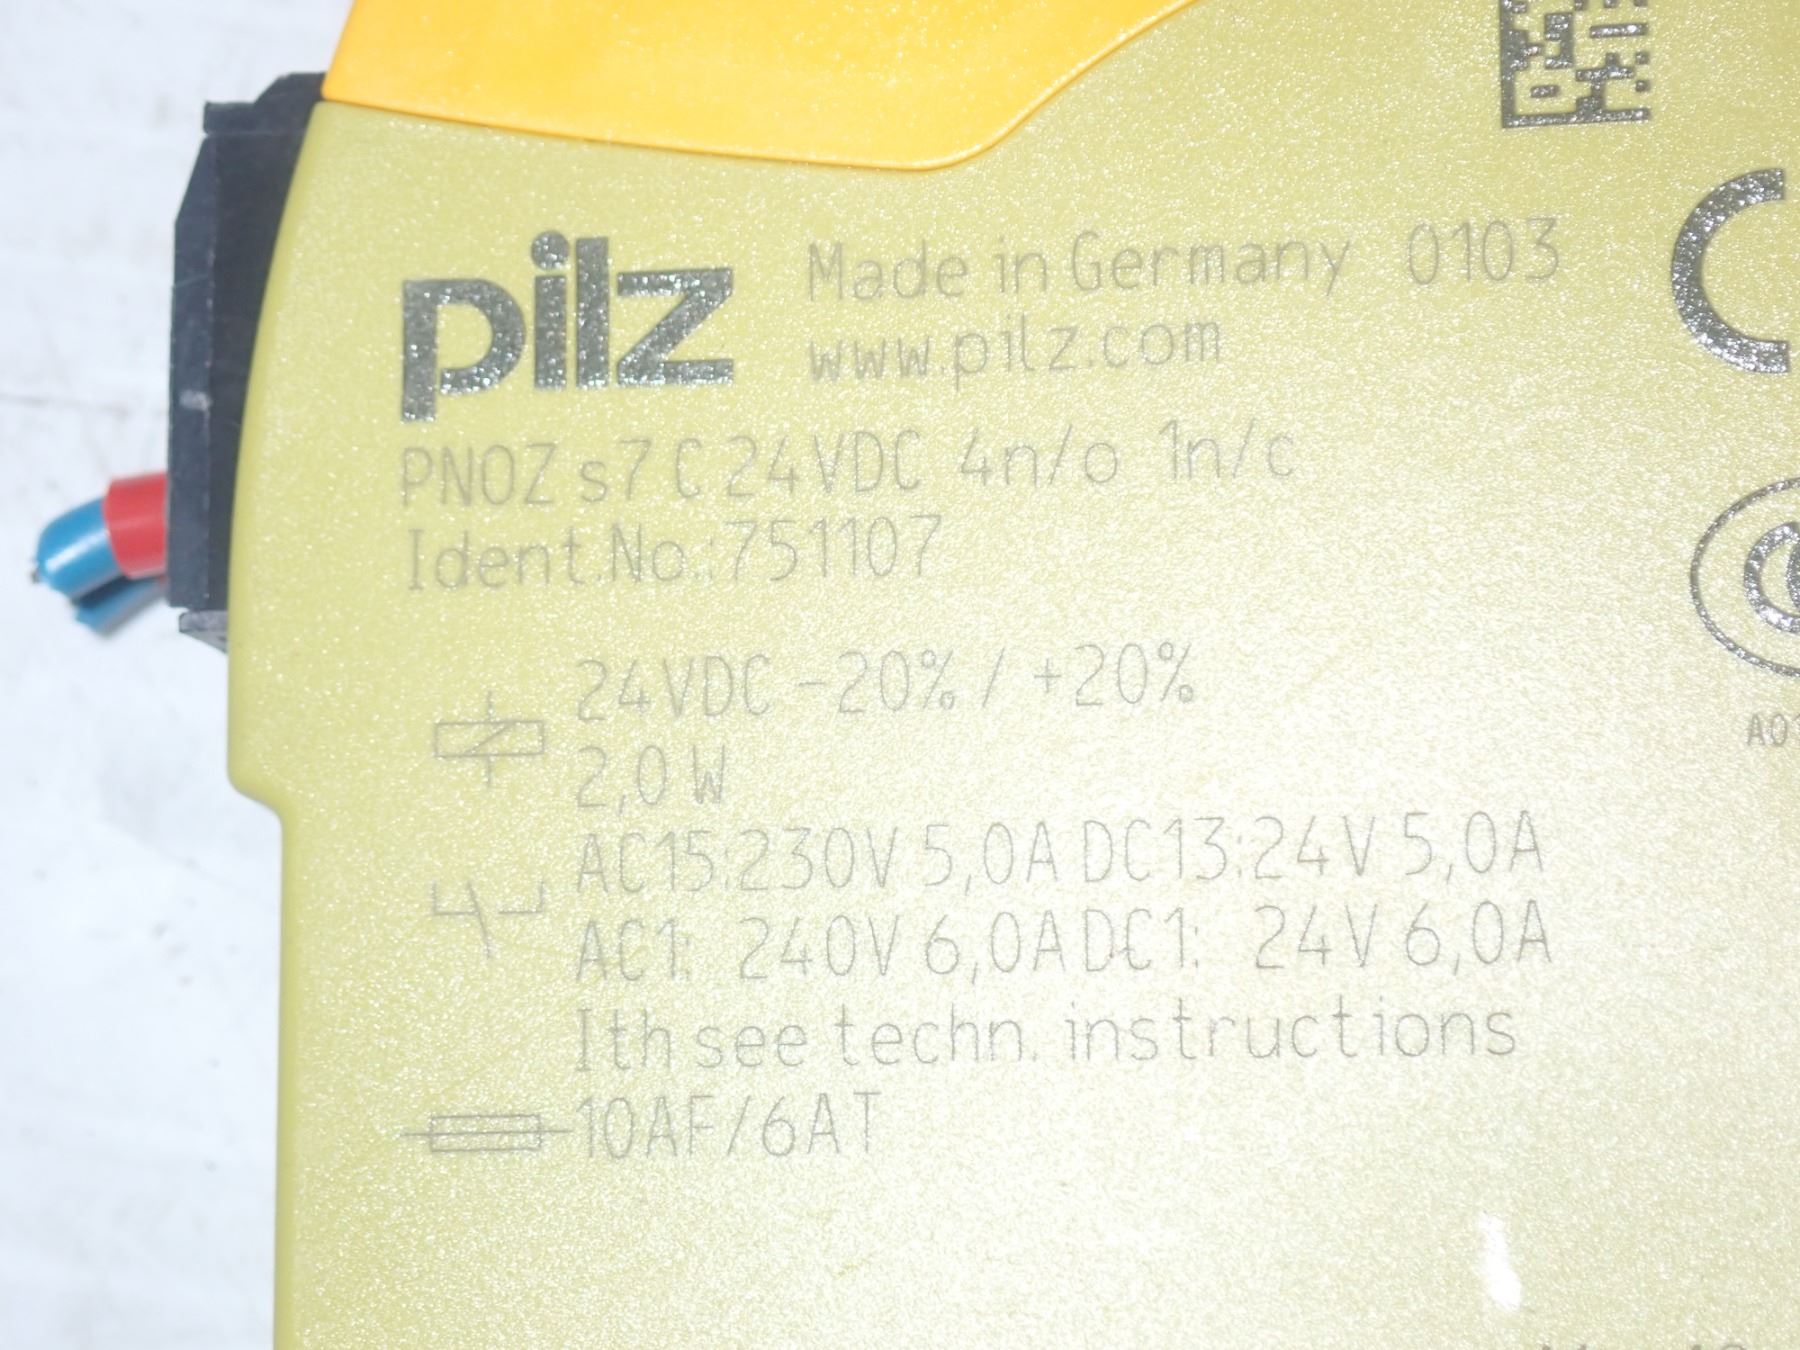 pilz Made in Germany 0103
www.pilz.com
PNOZ s7 C 24VDC 4n/o 1n/c
Ident.No.:751107
24VDC -20% / +20%
2,0 W
AC15:230V 5,0A DC13:24V 5,0A
AC1: 240V 6,0A DC1: 24V 6,0A
Ith see techn. instructions
10AF/6AT